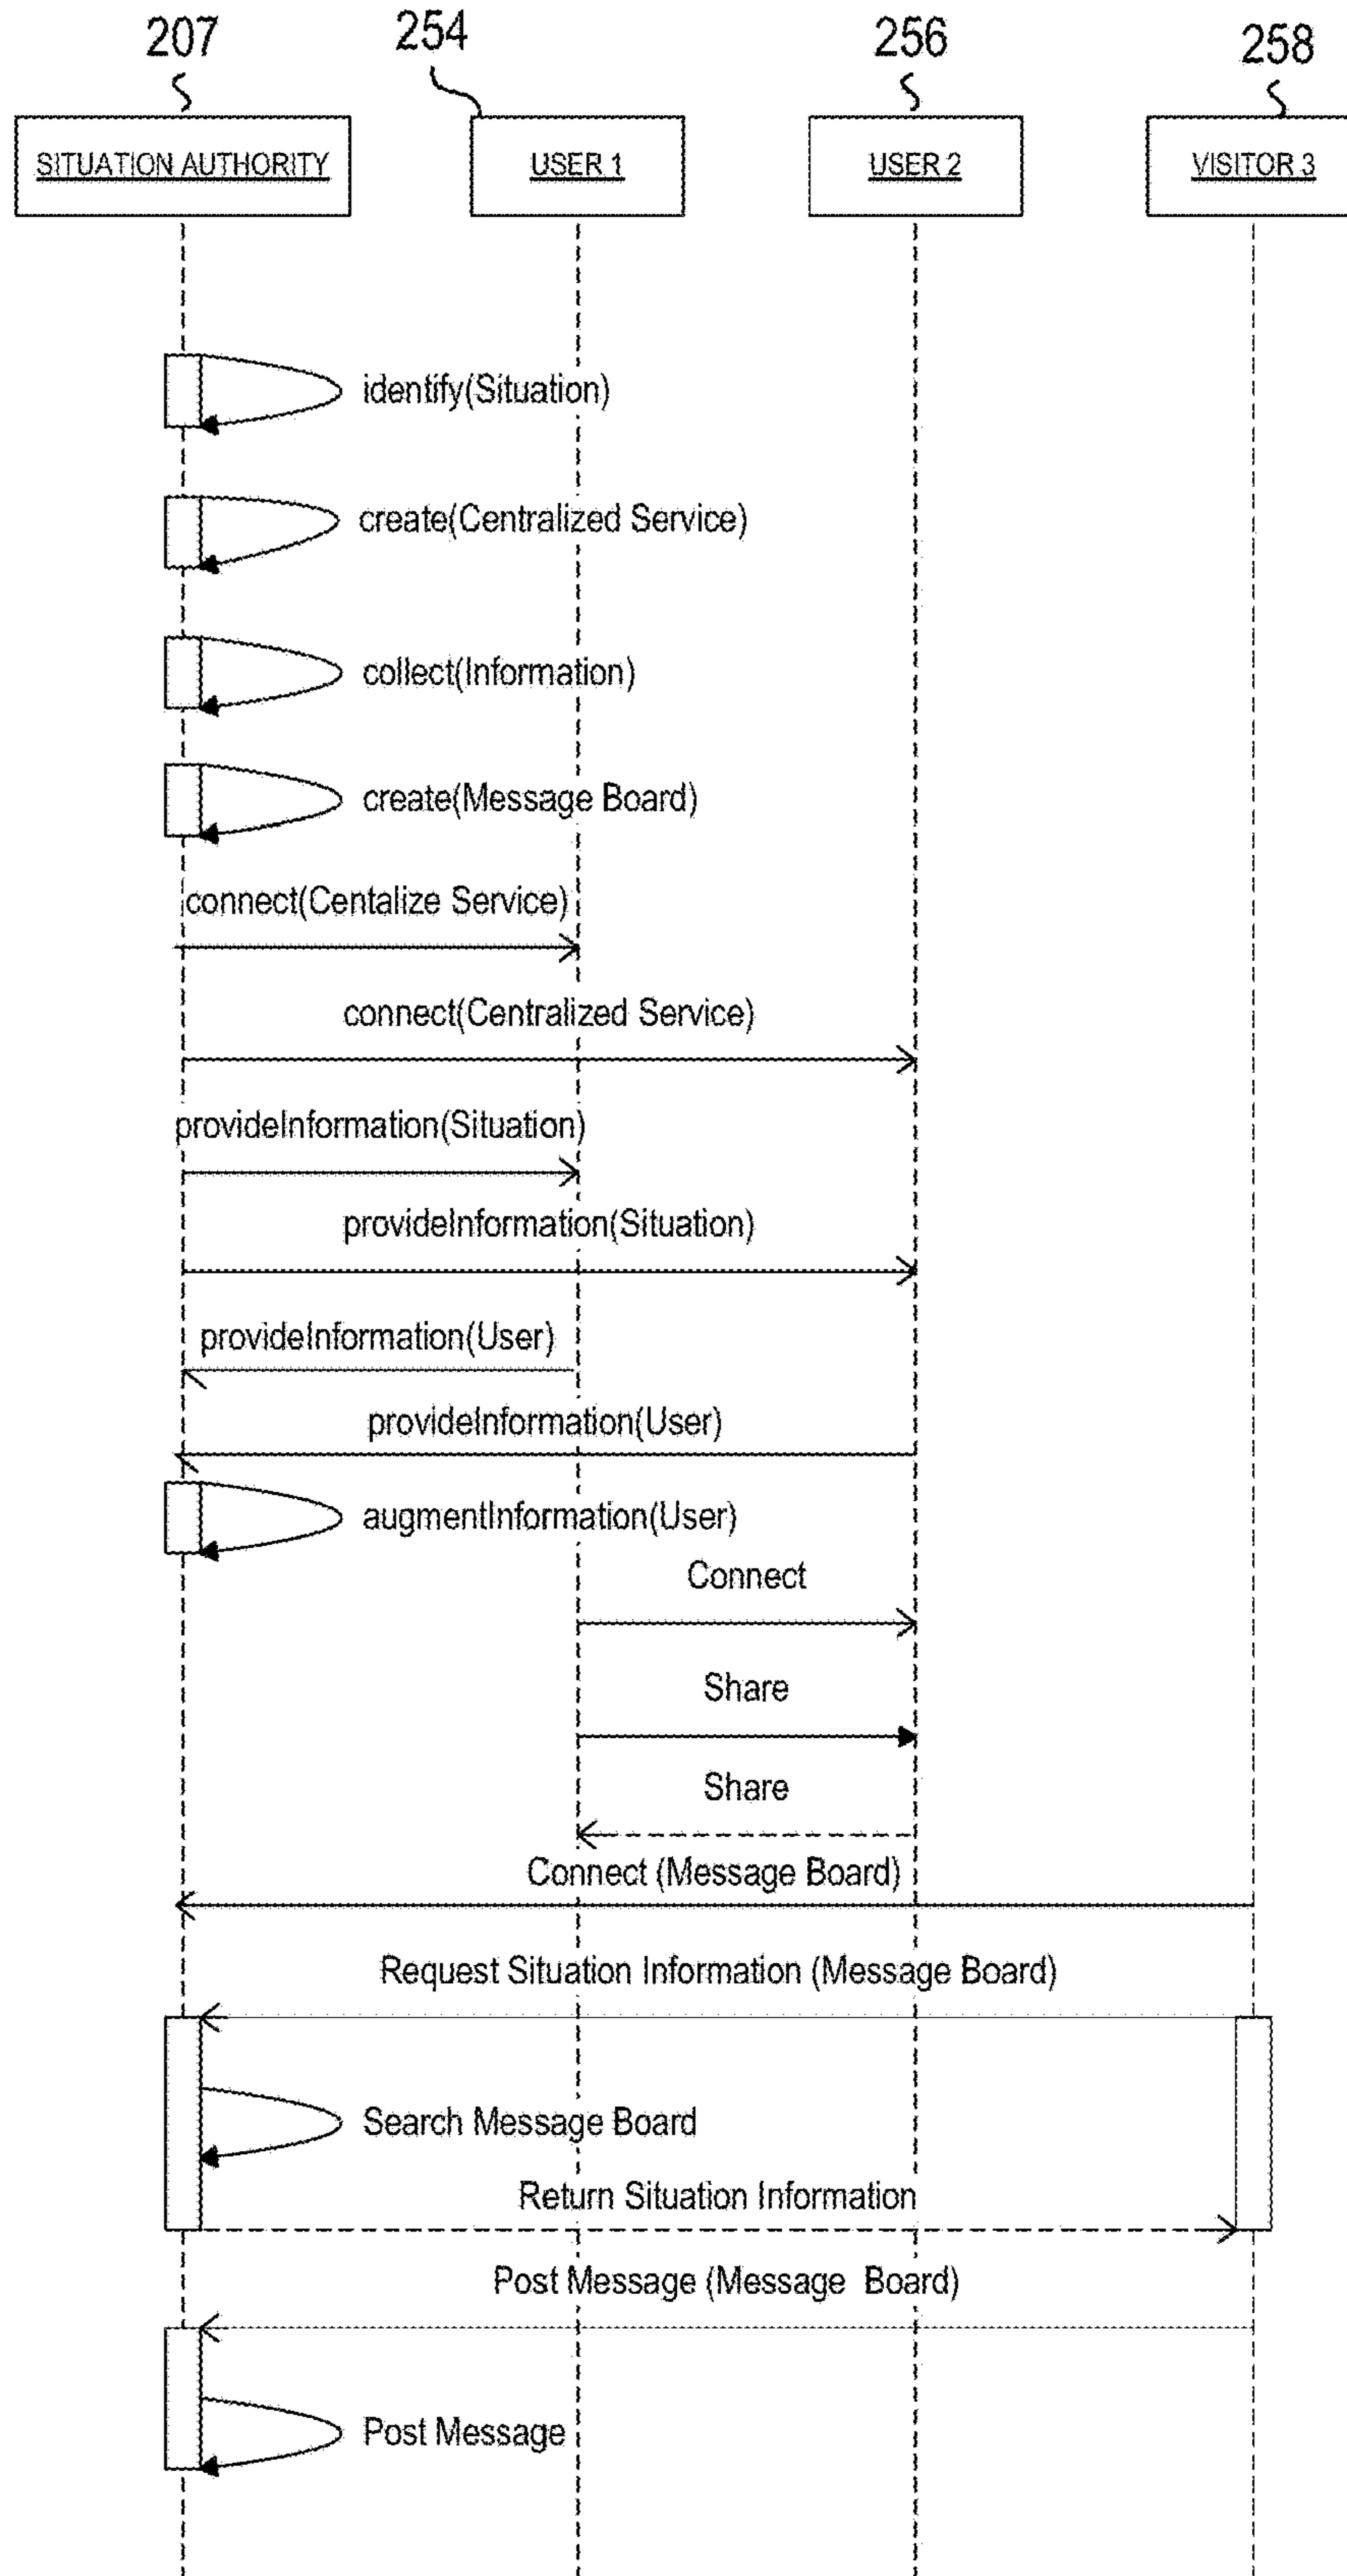 207
254
256
258
SITUATION AUTHORITY
USER 1
USER 2
VISITOR 3
identify(Situation)
create(Centralized Service)
collect(Information)
create(Message Board)
connect(Centalize Service)
connect(Centralized Service)
provideInformation(Situation)
provideInformation(Situation)
provideInformation(User)
provideInformation(User)
augmentInformation(User)
Connect
Share
Share
Connect (Message Board)
Request Situation Information (Message Board)
Search Message Board
Return Situation Information
Post Message (Message Board)
Post Message